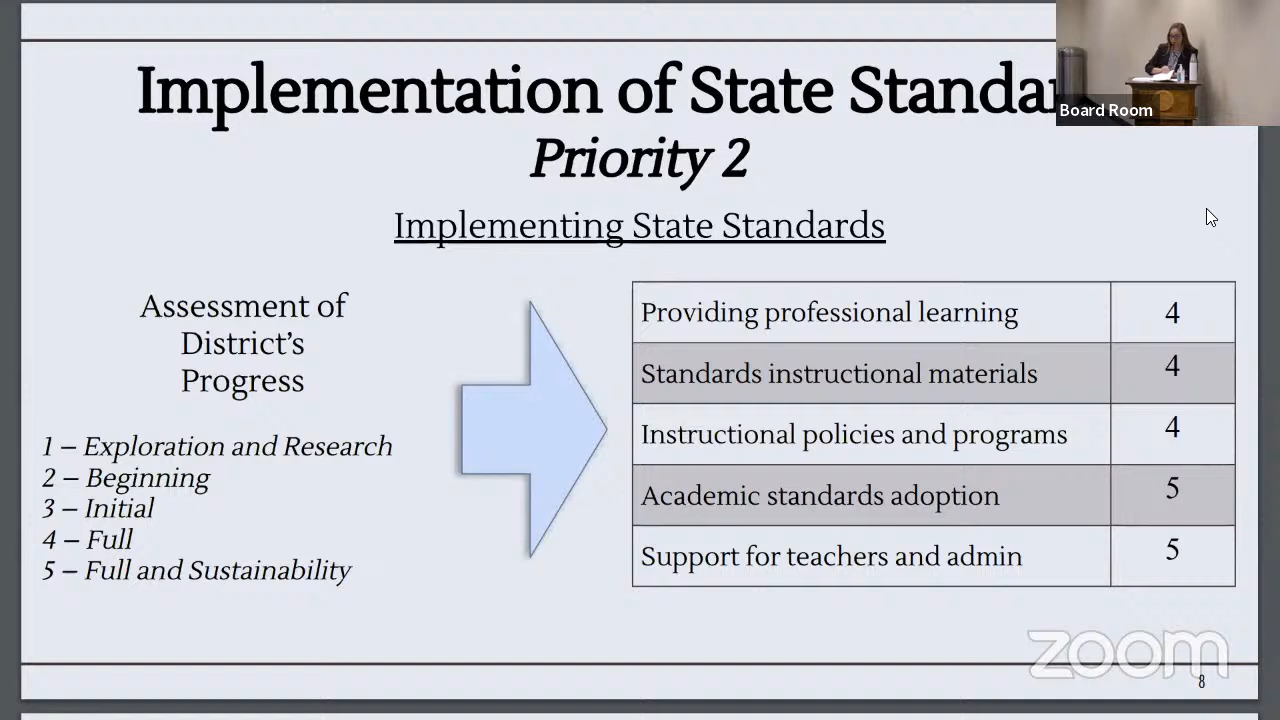 Implementation of State Standar
Priority 2
Board Room
Implementing State Standards
Assessment of
District's
Progress
1 – Exploration and Research
2 – Beginning
3 – Initial
4 – Full
5 – Full and Sustainability
Providing professional learning 4
Standards instructional materials 4
Instructional policies and programs 4
Academic standards adoption 5
Support for teachers and admin 5
zoom
8